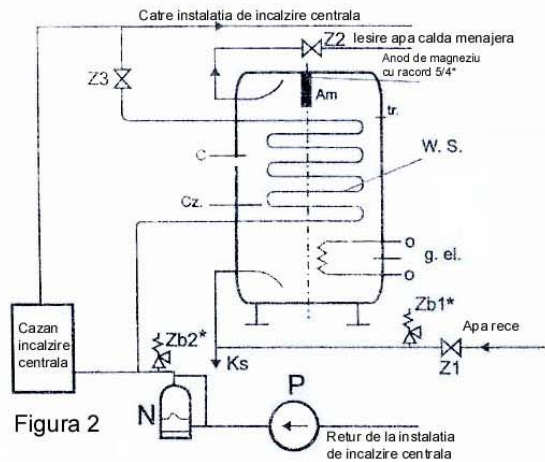 Catre instalatia de incalzire centrala
Z2
Iesire apa calda menajera
Anod de magneziu
cu racord 5/4"
Z3
Am
tr.
C
W. S.
Cz.
g. el.
Zb1*
Apa rece
Cazan
incalzire
centrala
Zb2*
Ks
Z1
P
N
Figura 2
Retur de la instalatia
de incalzire centrala